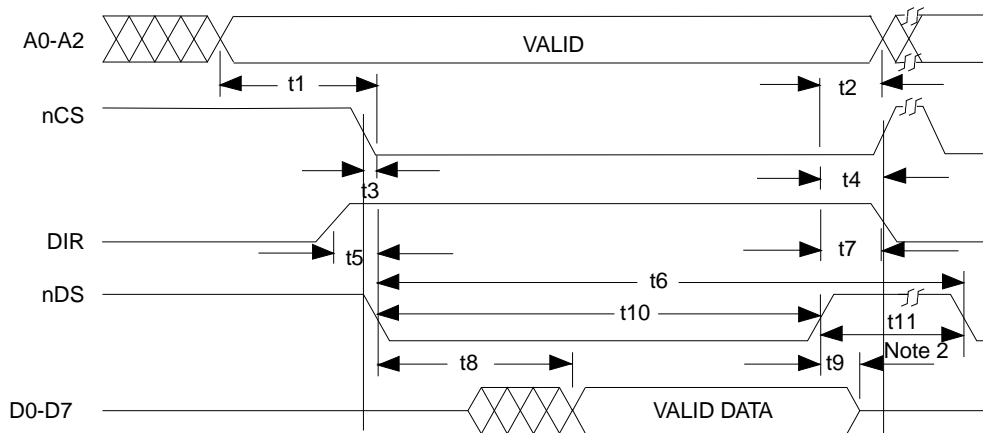 A0-A2
VALID
t1
t2
nCS
t3
t4
DIR
t5
t7
t6
nDS
t10
t11
Note 2
t8
t9
D0-D7
VALID DATA